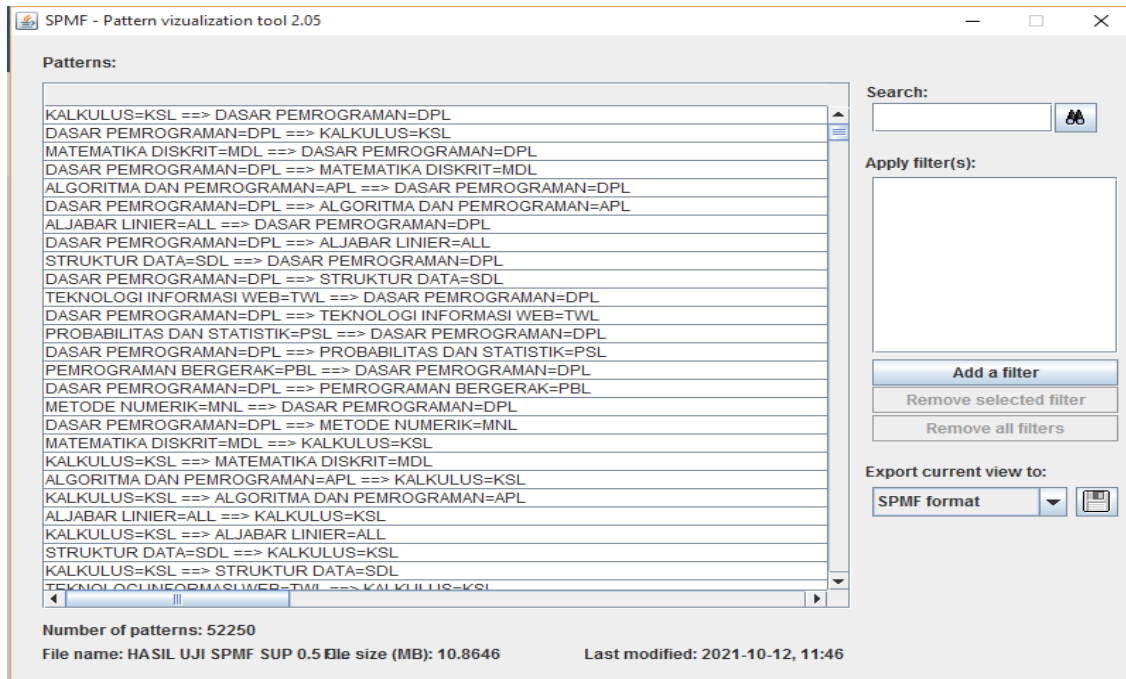 SPMF - Pattern vizualization tool 2.05
Patterns:
KALKULUS=KSL ==> DASAR PEMROGRAMAN=DPL
DASAR PEMROGRAMAN=DPL ==> KALKULUS=KSL
MATEMATIKA DISKRIT=MDL ==> DASAR PEMROGRAMAN=DPL
DASAR PEMROGRAMAN=DPL ==> MATEMATIKA DISKRIT=MDL
ALGORITMA DAN PEMROGRAMAN=APL ==> DASAR PEMROGRAMAN=DPL
DASAR PEMROGRAMAN=DPL ==> ALGORITMA DAN PEMROGRAMAN=APL
ALJABAR LINIER=ALL ==> DASAR PEMROGRAMAN=DPL
DASAR PEMROGRAMAN=DPL ==> ALJABAR LINIER=ALL
STRUKTUR DATA=SDL ==> DASAR PEMROGRAMAN=DPL
DASAR PEMROGRAMAN=DPL ==> STRUKTUR DATA=SDL
TEKNOLOGI INFORMASI WEB=TWL ==> DASAR PEMROGRAMAN=DPL
DASAR PEMROGRAMAN=DPL ==> TEKNOLOGI INFORMASI WEB=TWL
PROBABILITAS DAN STATISTIK=PSL ==> DASAR PEMROGRAMAN=DPL
DASAR PEMROGRAMAN=DPL ==> PROBABILITAS DAN STATISTIK=PSL
PEMROGRAMAN BERGERAK=PBL ==> DASAR PEMROGRAMAN=DPL
DASAR PEMROGRAMAN=DPL ==> PEMROGRAMAN BERGERAK=PBL
METODE NUMERIK=MNL ==> DASAR PEMROGRAMAN=DPL
DASAR PEMROGRAMAN=DPL ==> METODE NUMERIK=MNL
MATEMATIKA DISKRIT=MDL ==> KALKULUS=KSL
KALKULUS=KSL ==> MATEMATIKA DISKRIT=MDL
ALGORITMA DAN PEMROGRAMAN=APL ==> KALKULUS=KSL
KALKULUS=KSL ==> ALGORITMA DAN PEMROGRAMAN=APL
ALJABAR LINIER=ALL ==> KALKULUS=KSL
KALKULUS=KSL ==> ALJABAR LINIER=ALL
STRUKTUR DATA=SDL ==> KALKULUS=KSL
KALKULUS=KSL ==> STRUKTUR DATA=SDL
TEKNOLOGI INFORMASI WEB=TWL ==> KALKULUS=KSL
Search:
Apply filter(s):
Add a filter
Remove selected filter
Remove all filters
Export current view to:
SPMF format
Number of patterns: 52250
File name: HASIL UJI SPMF SUP 0.5 size (MB): 10.8646 Last modified: 2021-10-12, 11:46